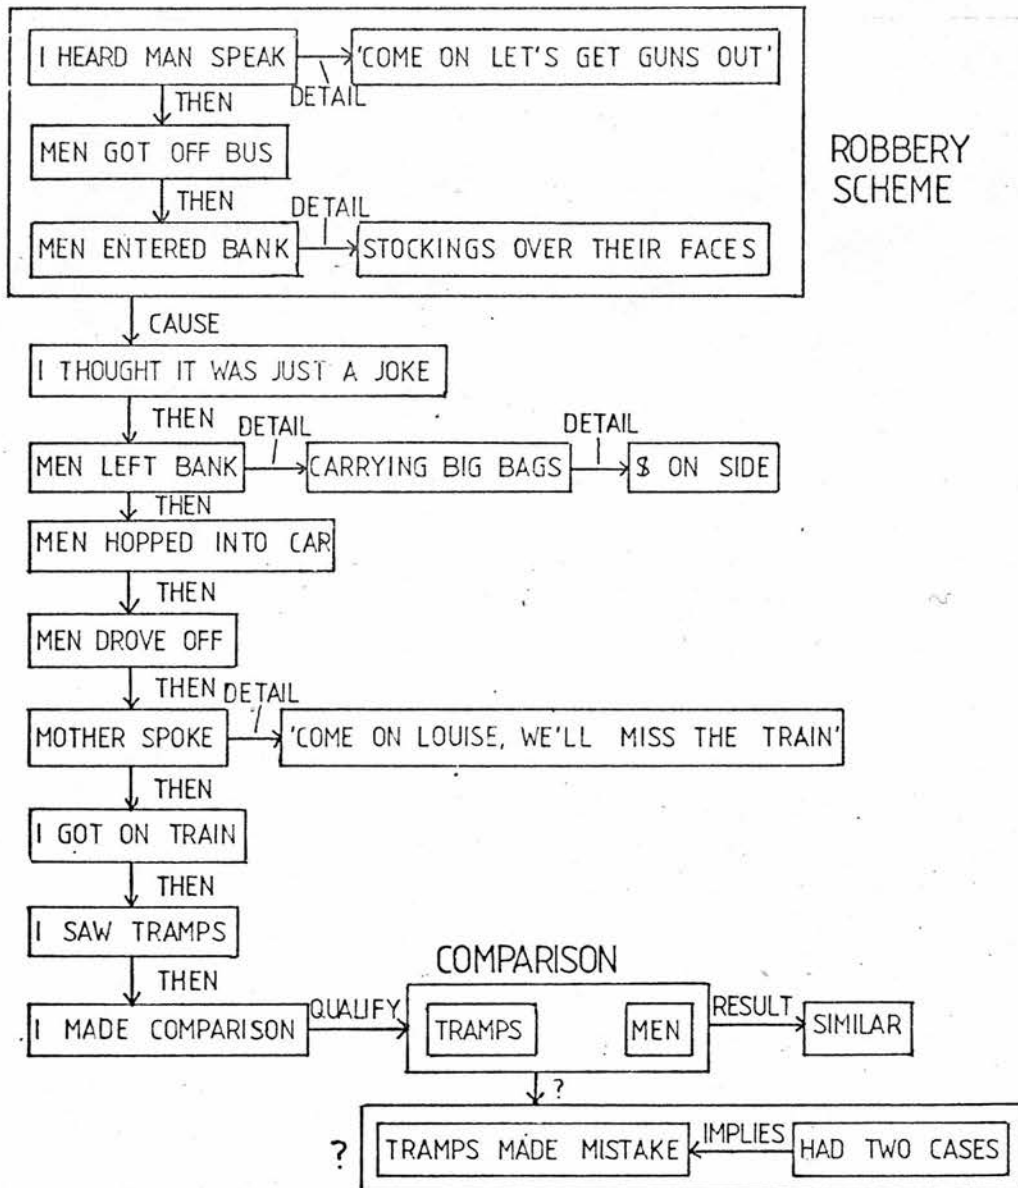 I HEARD MAN SPEAK
DETAIL
'COME ON LET'S GET GUNS OUT'
THEN
MEN GOT OFF BUS
THEN
MEN ENTERED BANK
DETAIL
STOCKINGS OVER THEIR FACES
ROBBERY
SCHEME
CAUSE
I THOUGHT IT WAS JUST A JOKE
THEN
MEN LEFT BANK
DETAIL
CARRYING BIG BAGS
DETAIL
$ ON SIDE
THEN
MEN HOPPED INTO CAR
THEN
MEN DROVE OFF
THEN
MOTHER SPOKE
DETAIL
'COME ON LOUISE, WE'LL MISS THE TRAIN'
THEN
I GOT ON TRAIN
THEN
I SAW TRAMPS
THEN
I MADE COMPARISON
QUALIFY
COMPARISON
TRAMPS
MEN
RESULT
SIMILAR
?
?
TRAMPS MADE MISTAKE
IMPLIES
HAD TWO CASES